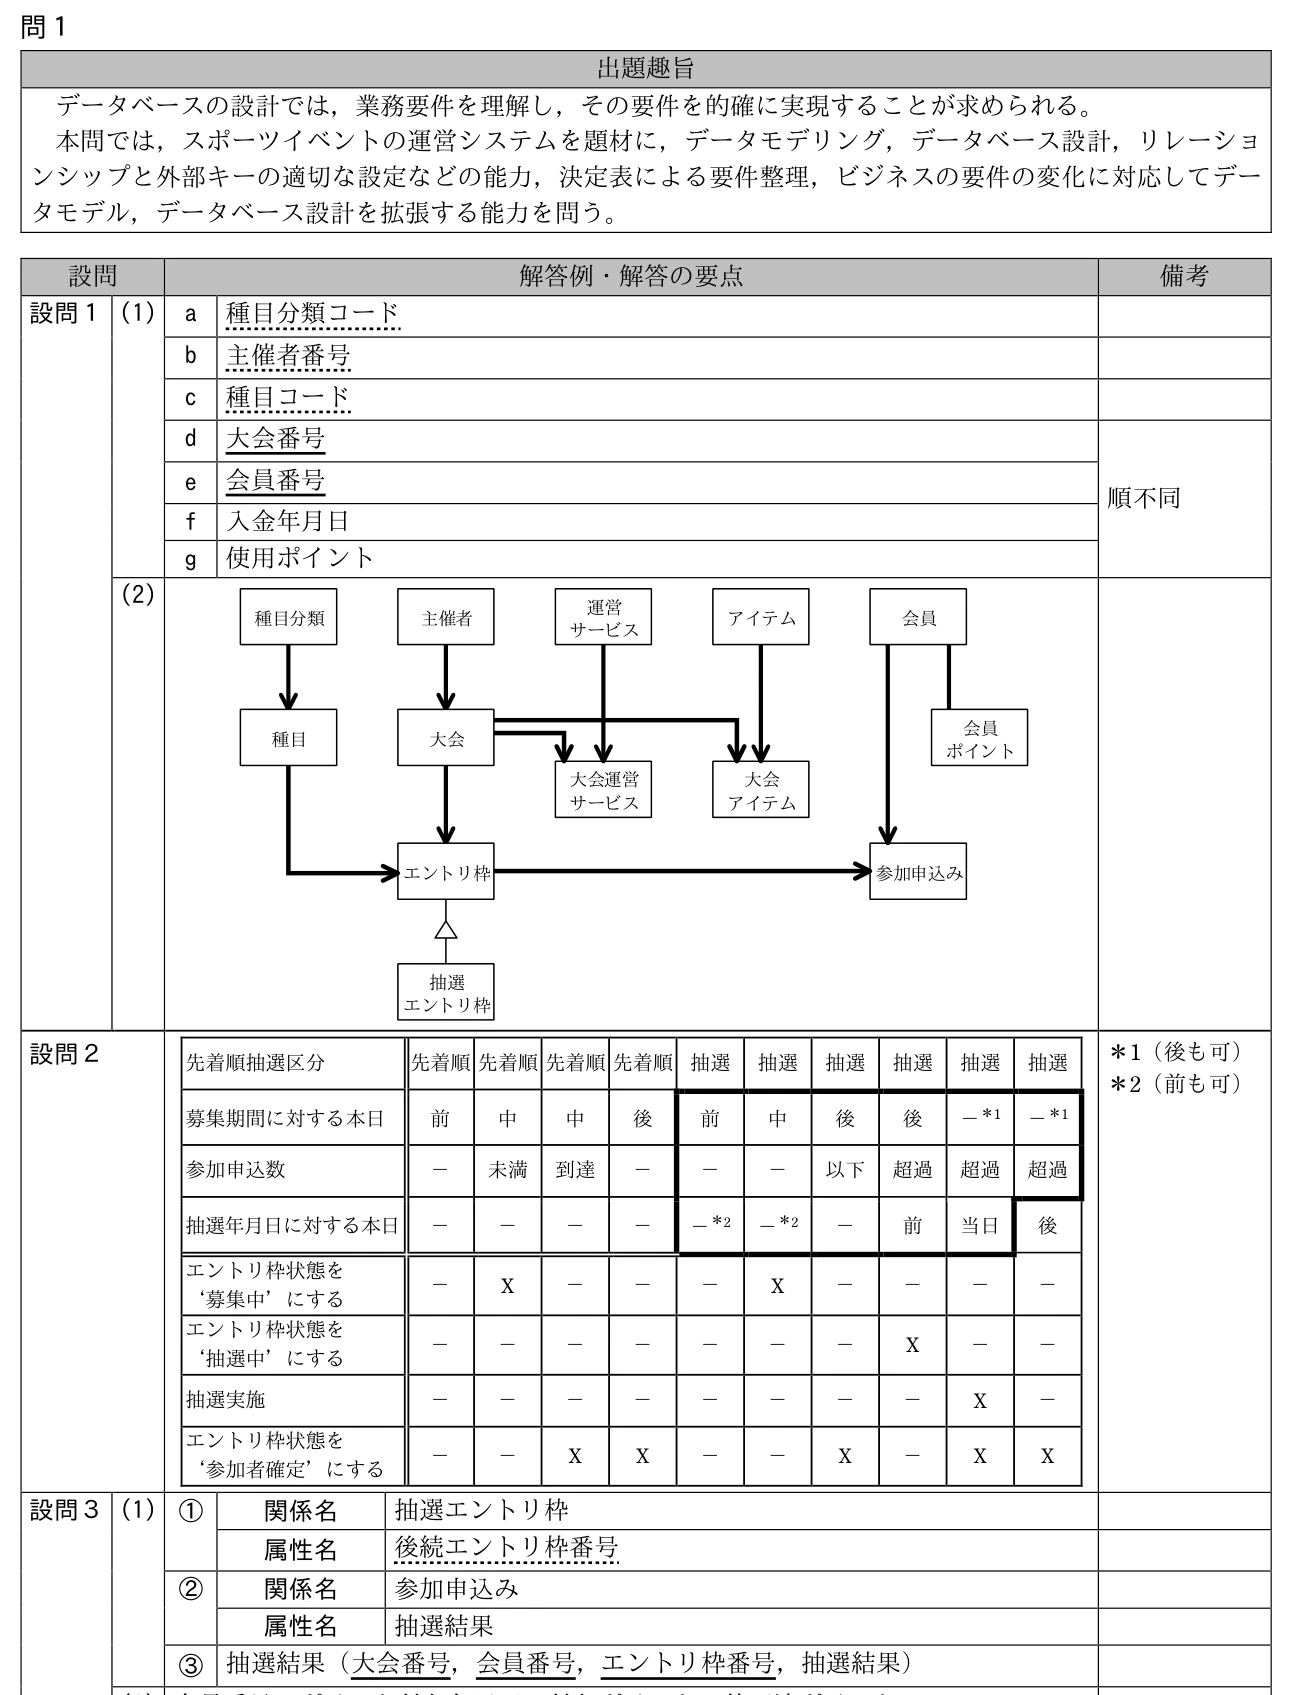 問1
出題趣旨
データベースの設計では，業務要件を理解し，その要件を的確に実現することが求められる。
本問では，スポーツイベントの運営システムを題材に，データモデリング，データベース設計，リレーショ
ンシップと外部キーの適切な設定などの能力，決定表による要件整理，ビジネスの要件の変化に対応してデー
タモデル，データベース設計を拡張する能力を問う。
設問 解答例・解答の要点 備考
設問1 (1) a 種目分類コード
b 主催者番号
c 種目コード
d 大会番号
e 会員番号
順不同
f 入金年月日
g 使用ポイント
(2)
種目分類 主催者 運営 アイテム 会員
サービス
種目 大会 会員
ポイント
大会運営 大会
サービス アイテム
エントリ枠 参加申込み
抽選
エントリ枠
設問2
先着順抽選区分 先着順 先着順 先着順 先着順 抽選 抽選 抽選 抽選 抽選 抽選
＊1（後も可）
＊2（前も可）
募集期間に対する本日 前 中 中 後 前 中 後 後 －*1 －*1
参加申込数 － 未満 到達 － － － 以下 超過 超過 超過
抽選年月日に対する本日 － － － － －*2 －*2 － 前 当日 後
エントリ枠状態を
‘募集中’にする － X － － － X － － － －
エントリ枠状態を
‘抽選中’にする － － － － － － － X － －
抽選実施 － － － － － － － － X －
エントリ枠状態を
‘参加者確定’にする － － X X － － X － X X
設問3 (1) ① 関係名 抽選エントリ枠
属性名 後続エントリ枠番号
② 関係名 参加申込み
属性名 抽選結果
③ 抽選結果（大会番号，会員番号，エントリ枠番号，抽選結果）